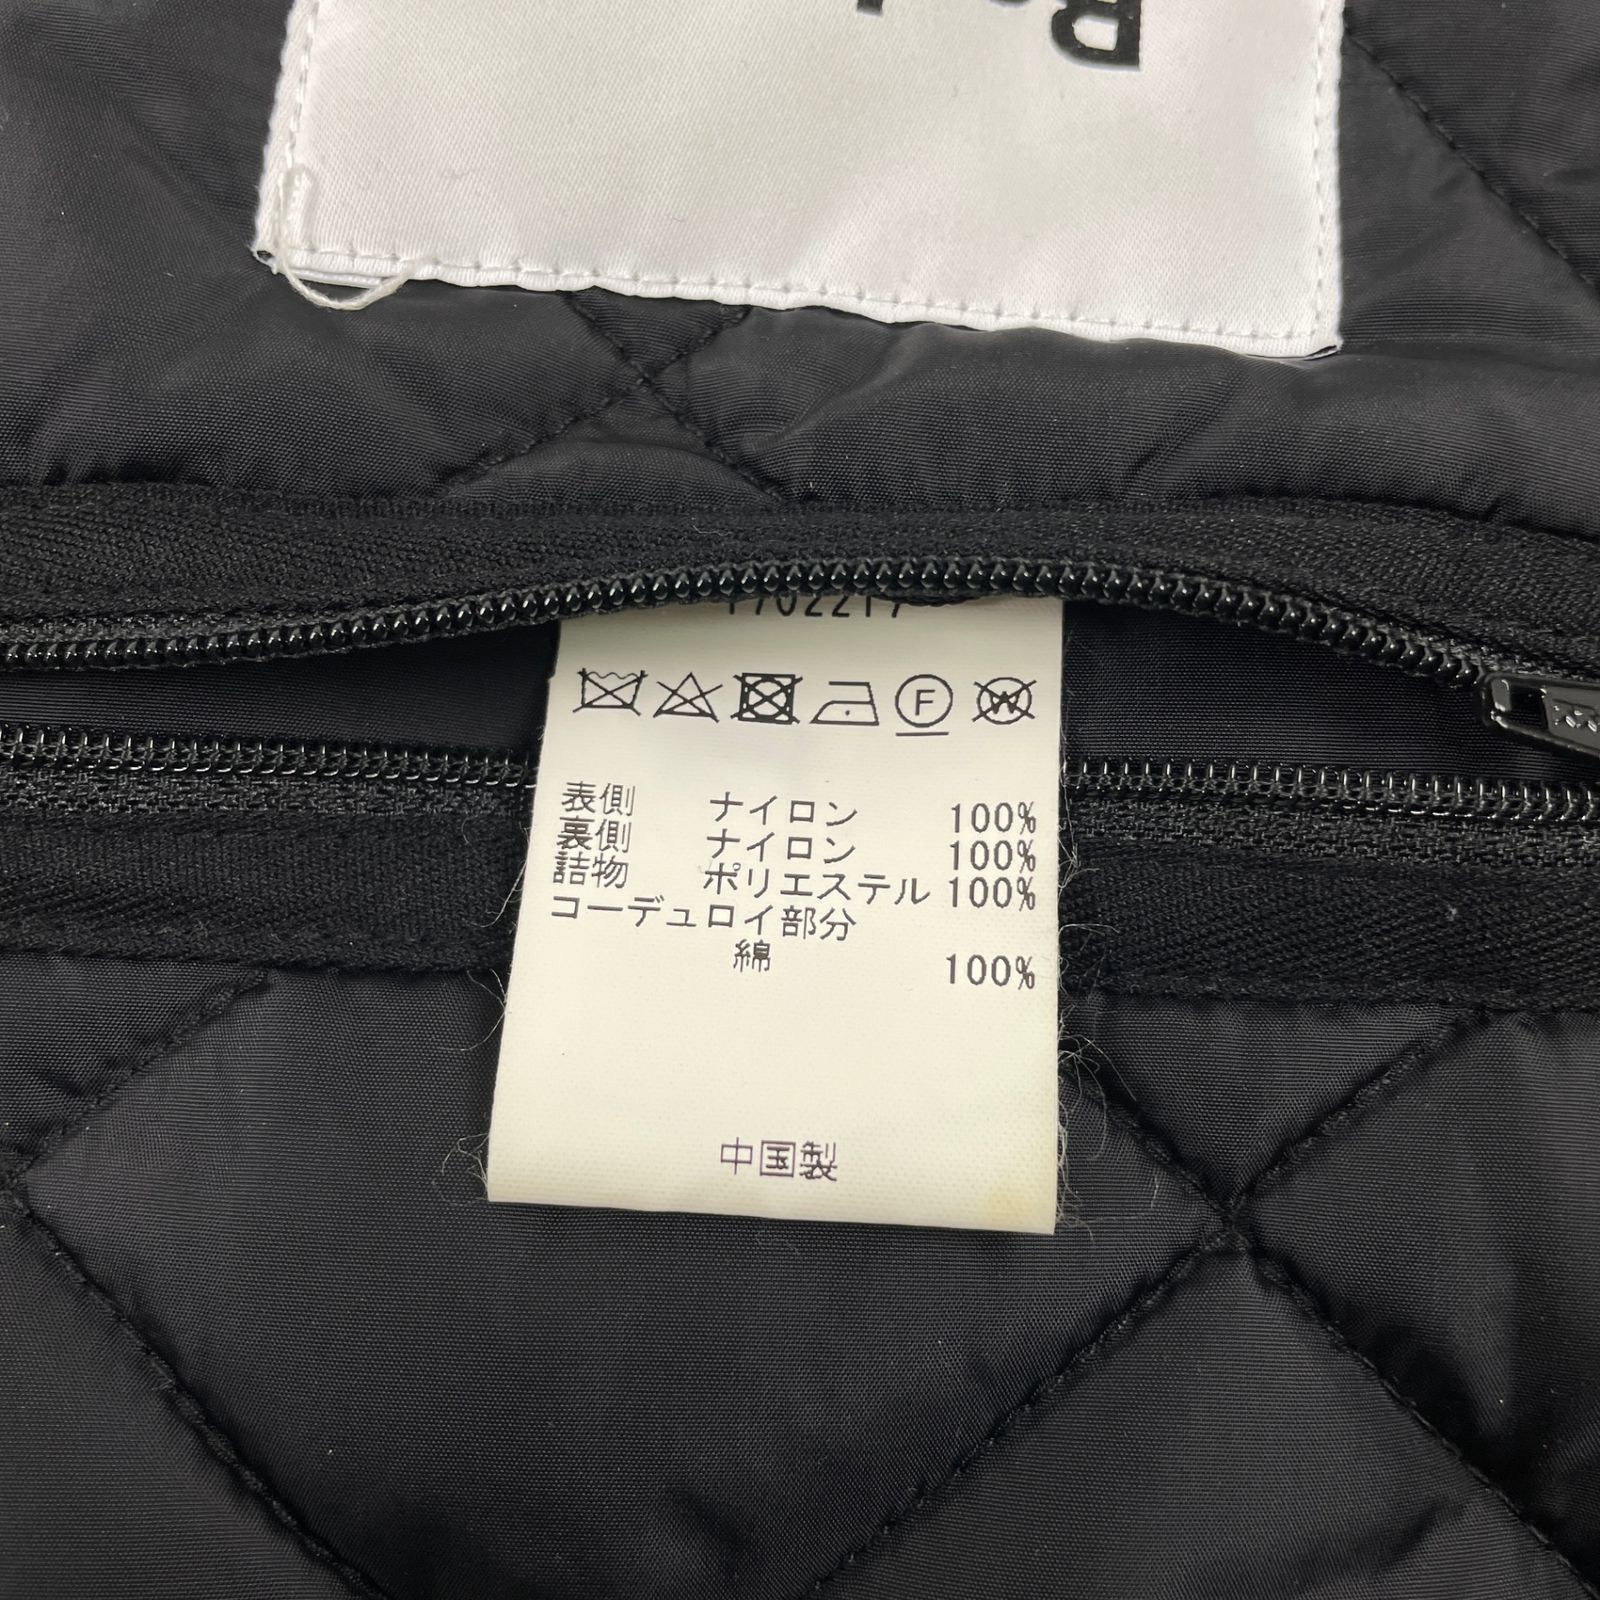 F W
表側 ナイロン 100%
裏側 ナイロン 100%
詰物 ポリエステル 100%
コーデュロイ部分
綿 100%
中国製